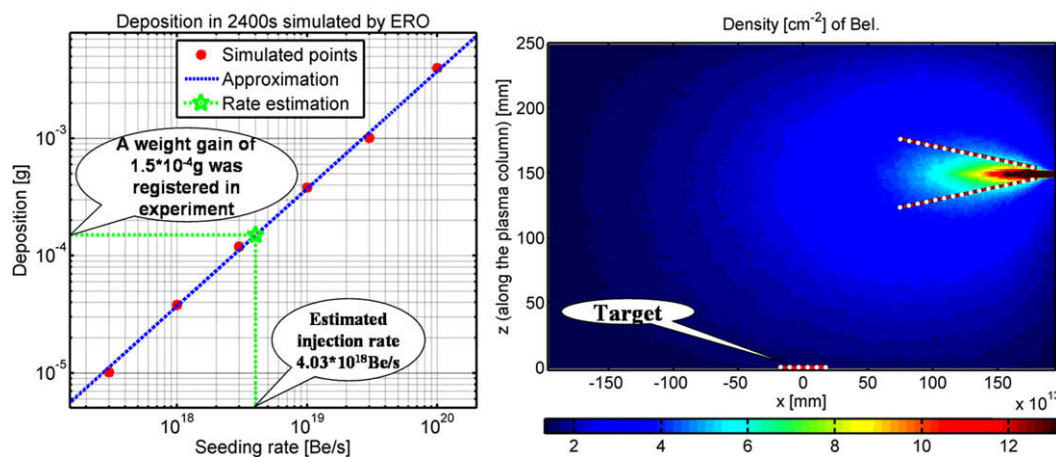 Deposition in 2400s simulated by ERO
Simulated points
Approximation
Rate estimation
A weight gain of
1.5*10⁻⁴g was
registered in
experiment
Estimated
injection rate
4.03*10¹⁸Be/s
Deposition [g]
10⁻³
10⁻⁴
10⁻⁵
10¹⁸ 10¹⁹ 10²⁰
Seeding rate [Be/s]
Density [cm⁻²] of BeI.
z (along the plasma column) [mm]
250
200
150
100
50
0
Target
-150 -100 -50 0 50 100 150
x [mm]
x 10¹³
2 4 6 8 10 12